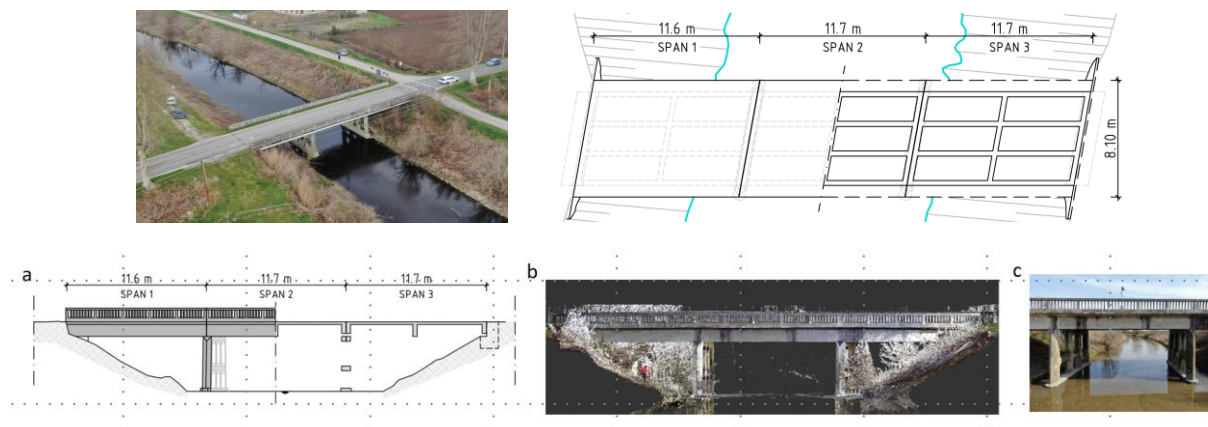 11.6 m 11.7 m 11.7 m
SPAN 1 SPAN 2 SPAN 3
8.10 m
a
11.6 m 11.7 m 11.7 m
SPAN 1 SPAN 2 SPAN 3
b
c